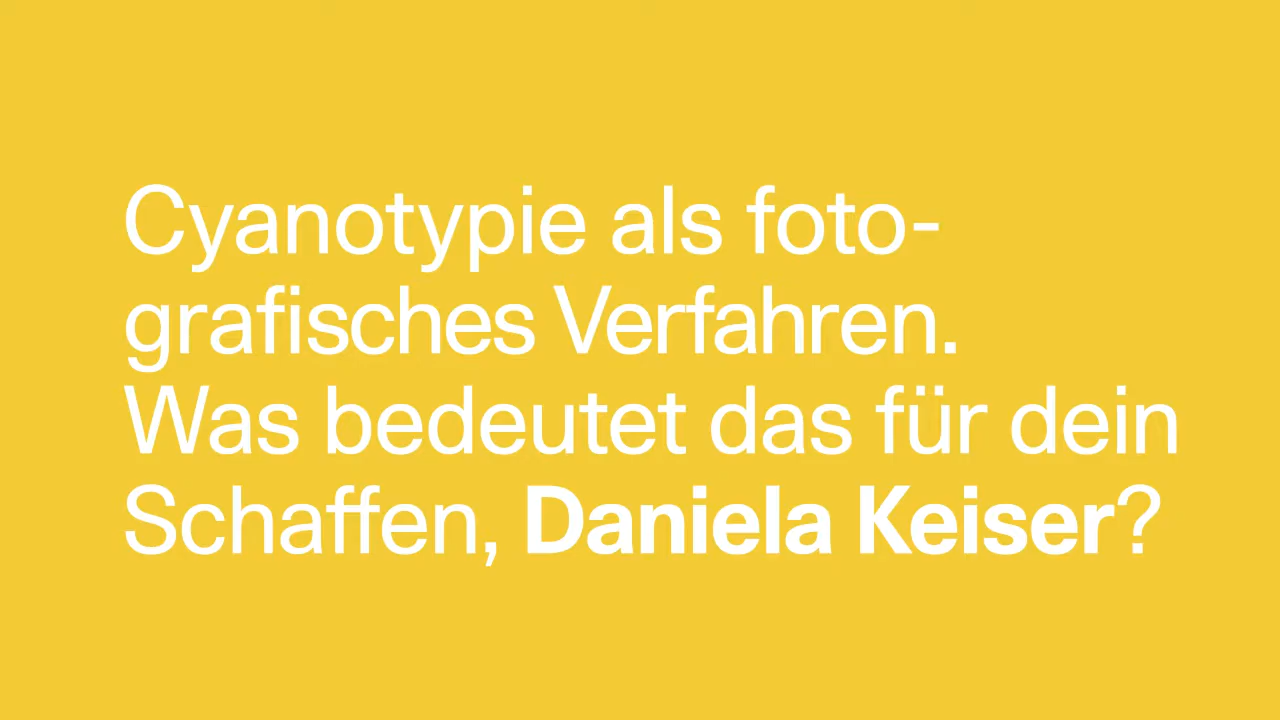 Cyanotypie als foto-
grafisches Verfahren.
Was bedeutet das für dein
Schaffen, Daniela Keiser?